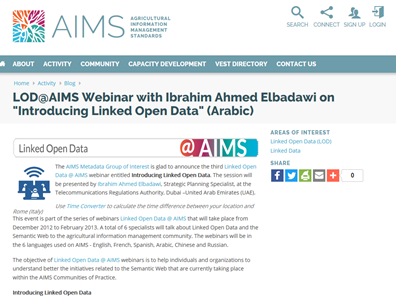 AIMS
AGRICULTURAL
INFORMATION
MANAGEMENT
STANDARDS
SEARCH CONNECT SIGN UP LOGIN
ABOUT ACTIVITY COMMUNITY CAPACITY DEVELOPMENT VEST DIRECTORY CONTACT US
Home › Activity › Blog ›
LOD@AIMS Webinar with Ibrahim Ahmed Elbadawi on
"Introducing Linked Open Data" (Arabic)
Linked Open Data
@AIMS
The AIMS Metadata Group of Interest is glad to announce the third Linked Open
Data @ AIMS webinar entitled Introducing Linked Open Data. The session will
be presented by Ibrahim Ahmed Elbadawi, Strategic Planning Specialist, at the
Telecommunications Regulations Authority, Dubai –United Arab Emirates (UAE).
Use Time Converter to calculate the time difference between your location and
Rome (Italy)
This event is part of the series of webinars Linked Open Data @ AIMS that will take place from
December 2012 to February 2013. A total of 6 specialists will talk about Linked Open Data and the
Semantic Web to the agricultural information management community. The webinars will be in
the 6 languages used on AIMS - English, French, Spanish, Arabic, Chinese and Russian.
The objective of Linked Open Data @ AIMS webinars is to help individuals and organizations to
understand better the initiatives related to the Semantic Web that are currently taking place
within the AIMS Communities of Practice.
Introducing Linked Open Data
AREAS OF INTEREST
Linked Open Data (LOD)
Linked Data
SHARE
0